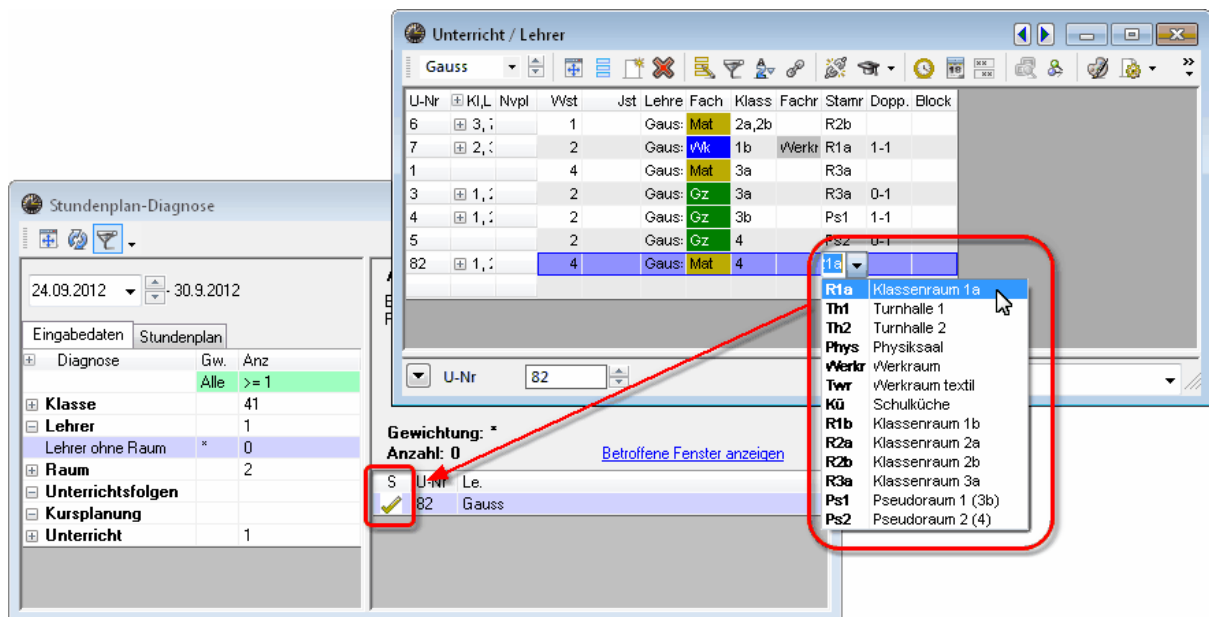 Unterricht / Lehrer
Gauss
U-Nr Kl,L Nvpl Wst Jst Lehre Fach Klass Fachr Stamr Dopp. Block
6 3, 1 Gaus: Mat 2a,2b R2b
7 2, 2 Gaus: Wk 1b Werkr R1a 1-1
1 4 Gaus: Mat 3a R3a
3 1, 2 Gaus: Gz 3a R3a 0-1
4 1, 2 Gaus: Gz 3b Ps1 1-1
5 2 Gaus: Gz 4 Ps2 0-1
82 1, 4 Gaus: Mat 4 1a
R1a Klassenraum 1a
Th1 Turnhalle 1
Th2 Turnhalle 2
Phys Physiksaal
Werkr Werkraum
Twr Werkraum textil
Kü Schulküche
R1b Klassenraum 1b
R2a Klassenraum 2a
R2b Klassenraum 2b
R3a Klassenraum 3a
Ps1 Pseudoraum 1 (3b)
Ps2 Pseudoraum 2 (4)
U-Nr 82
Stundenplan-Diagnose
24.09.2012 - 30.9.2012
Eingabedaten Stundenplan
Diagnose Gw. Anz
Alle >= 1
Klasse 41
Lehrer 1
Lehrer ohne Raum * 0
Raum 2
Unterrichtsfolgen
Kursplanung
Unterricht 1
Gewichtung: *
Anzahl: 0 Betroffene Fenster anzeigen
S U-Nr Le.
82 Gauss